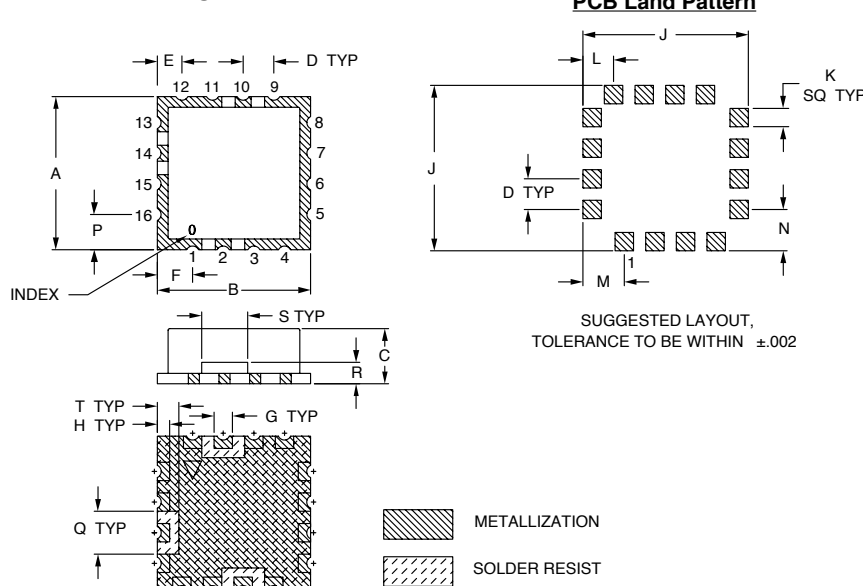 PCB Land Pattern
E
D TYP
12 11 10 9
13
14
15
16
8
7
6
5
A
P
0
1 2 3 4
F
B
INDEX
S TYP
C
R
T TYP
H TYP
G TYP
Q TYP
J
L
K
SQ TYP
J
D TYP
N
1
M
SUGGESTED LAYOUT,
TOLERANCE TO BE WITHIN ±.002
METALLIZATION
SOLDER RESIST